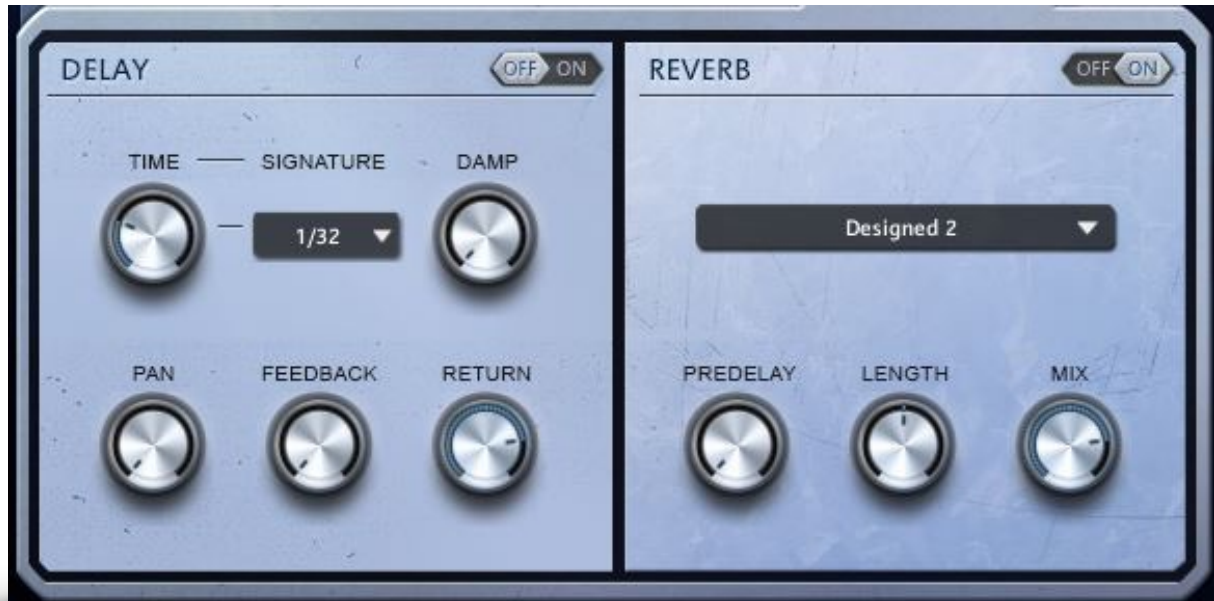 DELAY OFF ON
TIME SIGNATURE DAMP
1/32
PAN FEEDBACK RETURN
REVERB OFF ON
Designed 2
PREDELAY LENGTH MIX